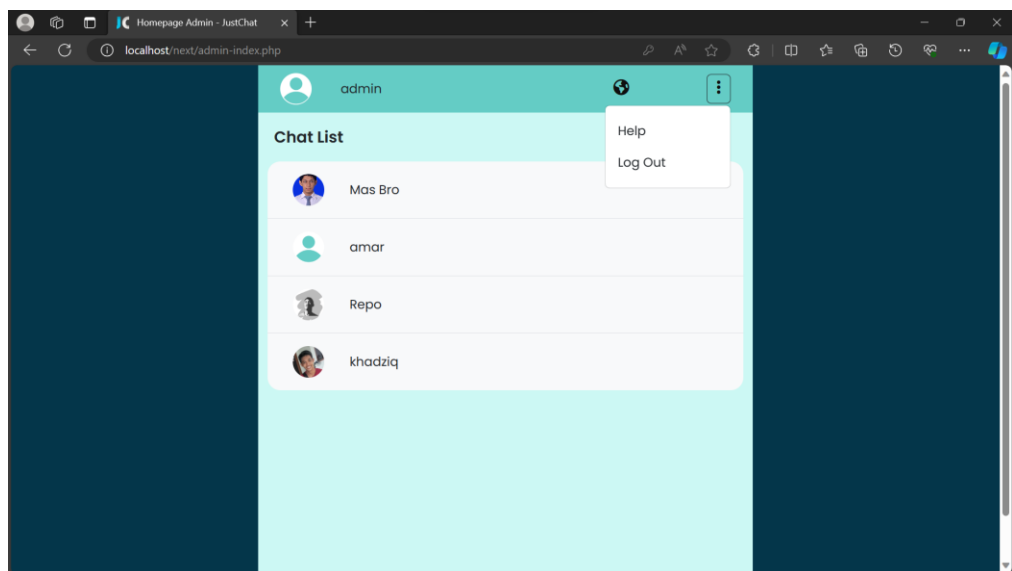 Homepage Admin - JustChat
localhost/next/admin-index.php
admin
Help
Log Out
Chat List
Mas Bro
amar
Repo
khadziq